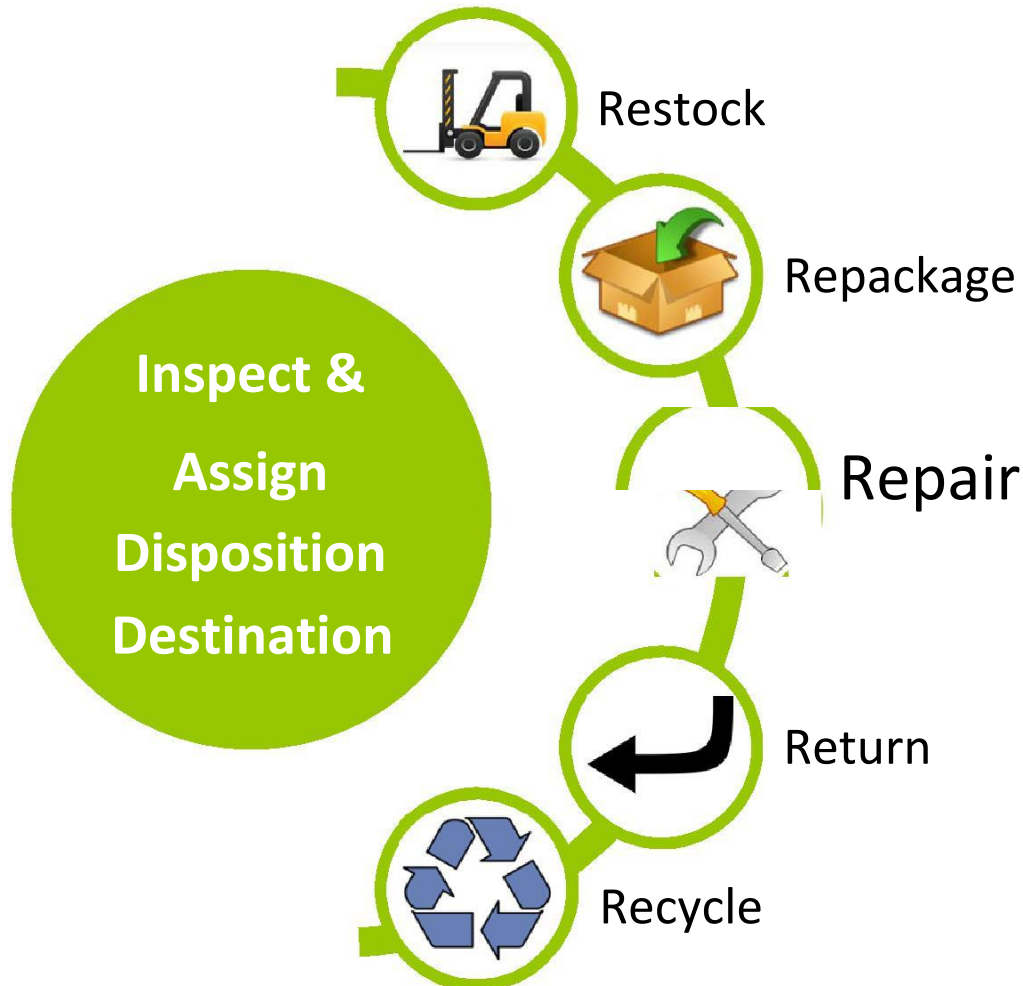 Restock
Repackage
Inspect &
Assign
Disposition
Destination
Repair
Return
Recycle